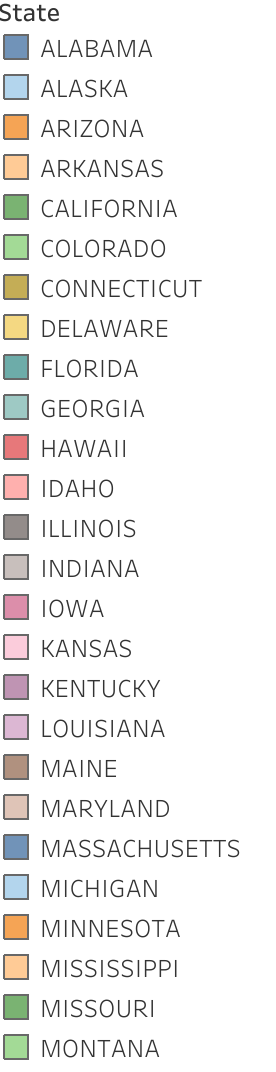 State
ALABAMA
ALASKA
ARIZONA
ARKANSAS
CALIFORNIA
COLORADO
CONNECTICUT
DELAWARE
FLORIDA
GEORGIA
HAWAII
IDAHO
ILLINOIS
INDIANA
IOWA
KANSAS
KENTUCKY
LOUISIANA
MAINE
MARYLAND
MASSACHUSETTS
MICHIGAN
MINNESOTA
MISSISSIPPI
MISSOURI
MONTANA